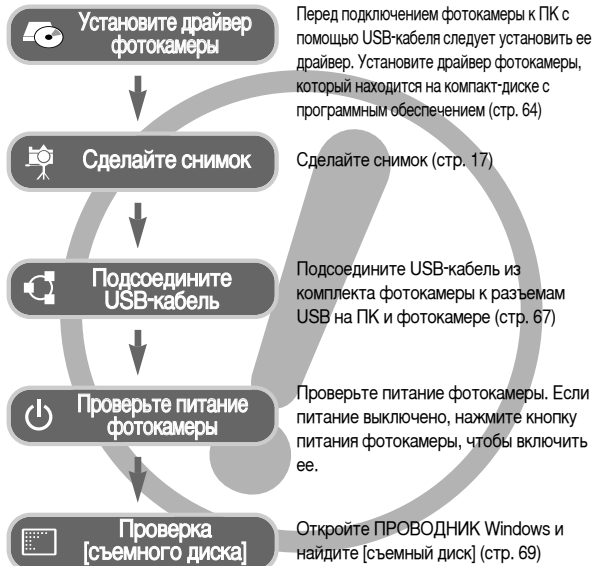 Установите драйвер
фотокамеры
Перед подключением фотокамеры к ПК с
помощью USB-кабеля следует установить ее
драйвер. Установите драйвер фотокамеры,
который находится на компакт-диске с
программным обеспечением (стр. 64)
Сделайте снимок
Сделайте снимок (стр. 17)
Подсоедините
USB-кабель
Подсоедините USB-кабель из
комплекта фотокамеры к разъемам
USB на ПК и фотокамере (стр. 67)
Проверьте питание
фотокамеры
Проверьте питание фотокамеры. Если
питание выключено, нажмите кнопку
питания фотокамеры, чтобы включить
ее.
Проверка
[съемного диска]
Откройте ПРОВОДНИК Windows и
найдите [съемный диск] (стр. 69)